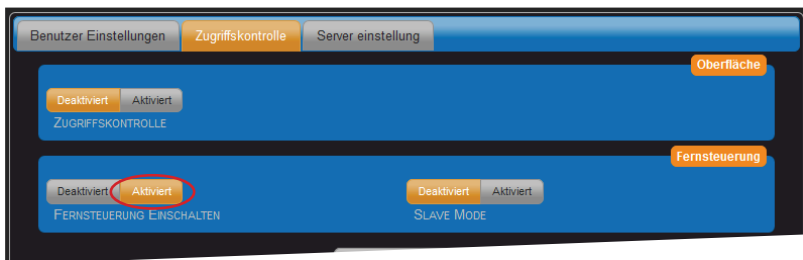 Benutzer Einstellungen Zugriffskontrolle Server einstellung
Oberfläche
Deaktiviert Aktiviert
ZUGRIFFSKONTROLLE
Fernsteuerung
Deaktiviert Aktiviert Deaktiviert Aktiviert
FERNSTEUERUNG EINSCHALTEN SLAVE MODE